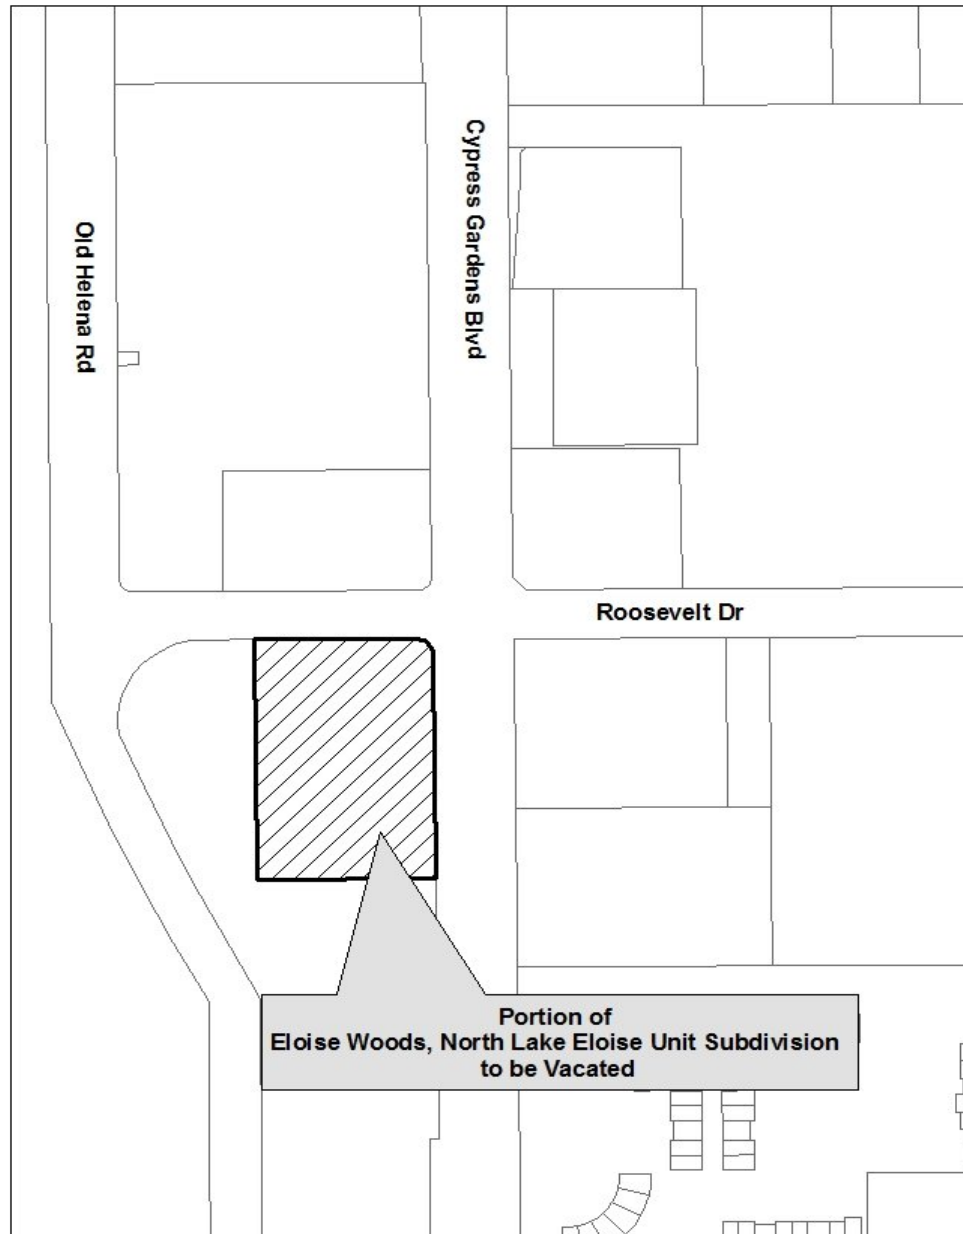 Cypress Gardens Blvd
Old Helena Rd
Roosevelt Dr
Portion of
Eloise Woods, North Lake Eloise Unit Subdivision
to be Vacated